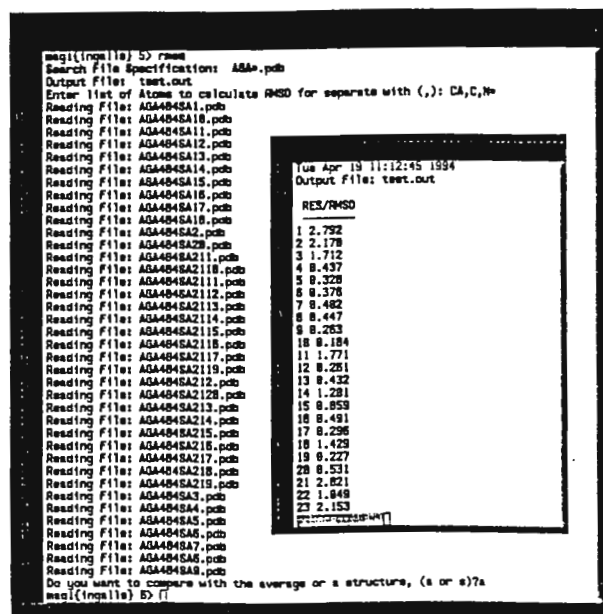 msgl{ingalls} 5> rmsd
Search File Specification: AGA*.pdb
Output File: test.out
Enter list of Atoms to calculate RMSD for separate with (,): CA,C,N*
Reading File: AGA484SA1.pdb
Reading File: AGA484SA10.pdb
Reading File: AGA484SA11.pdb
Reading File: AGA484SA12.pdb
Reading File: AGA484SA13.pdb
Reading File: AGA484SA14.pdb
Reading File: AGA484SA15.pdb
Reading File: AGA484SA16.pdb
Reading File: AGA484SA17.pdb
Reading File: AGA484SA18.pdb
Reading File: AGA484SA2.pdb
Reading File: AGA484SA20.pdb
Reading File: AGA484SA211.pdb
Reading File: AGA484SA2110.pdb
Reading File: AGA484SA2111.pdb
Reading File: AGA484SA2112.pdb
Reading File: AGA484SA2113.pdb
Reading File: AGA484SA2114.pdb
Reading File: AGA484SA2115.pdb
Reading File: AGA484SA2116.pdb
Reading File: AGA484SA2117.pdb
Reading File: AGA484SA2119.pdb
Reading File: AGA484SA212.pdb
Reading File: AGA484SA2120.pdb
Reading File: AGA484SA213.pdb
Reading File: AGA484SA214.pdb
Reading File: AGA484SA215.pdb
Reading File: AGA484SA216.pdb
Reading File: AGA484SA217.pdb
Reading File: AGA484SA218.pdb
Reading File: AGA484SA219.pdb
Reading File: AGA484SA3.pdb
Reading File: AGA484SA4.pdb
Reading File: AGA484SA5.pdb
Reading File: AGA484SA6.pdb
Reading File: AGA484SA7.pdb
Reading File: AGA484SA8.pdb
Reading File: AGA484SA9.pdb
Do you want to compare with the average or a structure, (a or s)?a
msgl{ingalls} 6>
Tue Apr 19 11:12:45 1994
Output File: test.out
RES/RMSD
1 2.792
2 2.178
3 1.712
4 0.437
5 0.328
6 0.376
7 0.482
8 0.447
9 0.263
10 0.184
11 1.771
12 0.251
13 0.432
14 1.281
15 0.859
16 0.491
17 0.296
18 1.429
19 0.227
20 0.531
21 2.821
22 1.849
23 2.153